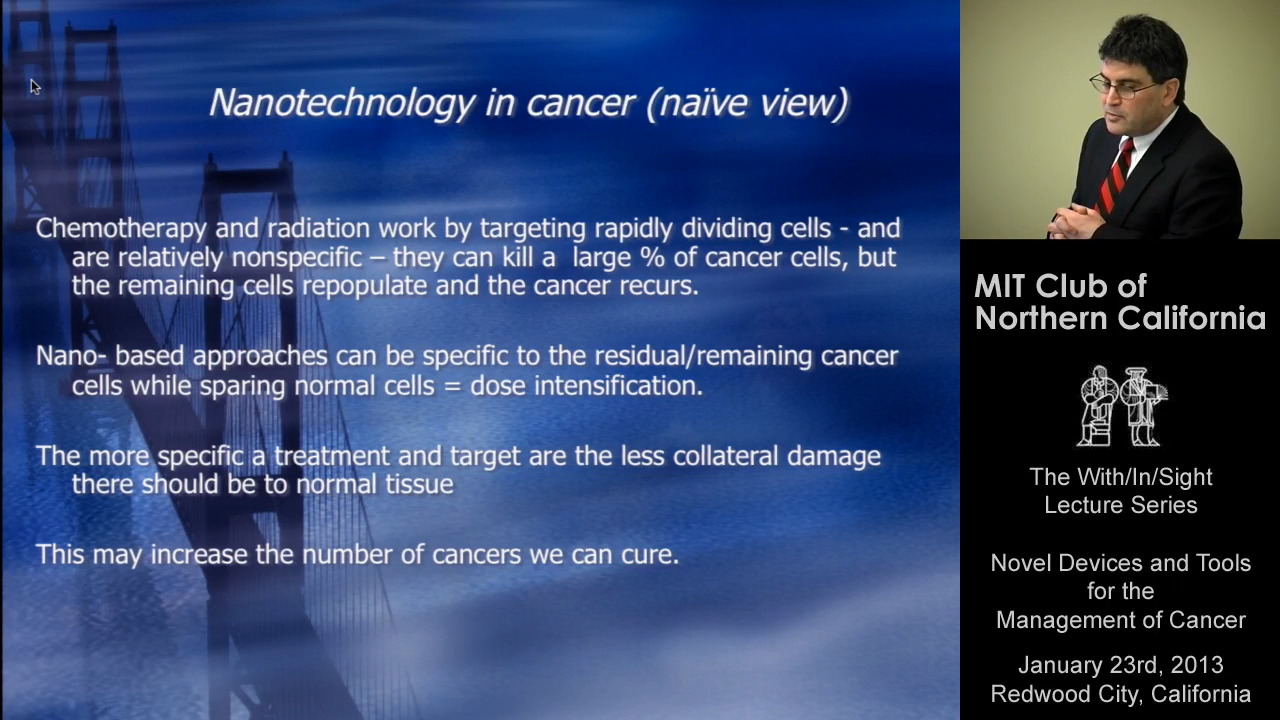 Nanotechnology in cancer (naïve view)
Chemotherapy and radiation work by targeting rapidly dividing cells - and
are relatively nonspecific – they can kill a  large % of cancer cells, but
the remaining cells repopulate and the cancer recurs.
Nano- based approaches can be specific to the residual/remaining cancer
cells while sparing normal cells = dose intensification.
The more specific a treatment and target are the less collateral damage
there should be to normal tissue
This may increase the number of cancers we can cure.
MIT Club of
Northern California
The With/In/Sight
Lecture Series
Novel Devices and Tools
for the
Management of Cancer
January 23rd, 2013
Redwood City, California